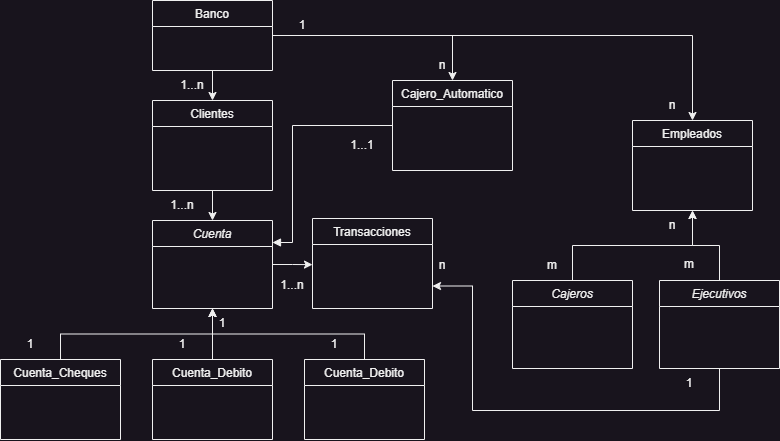 Banco
1
1...n
n
Cajero_Automatico
n
Clientes
Empleados
1...1
1...n
Cuenta
Transacciones
n
1...n
n
m
m
Cajeros
Ejecutivos
1
1
1
1
Cuenta_Cheques
Cuenta_Debito
Cuenta_Debito
1